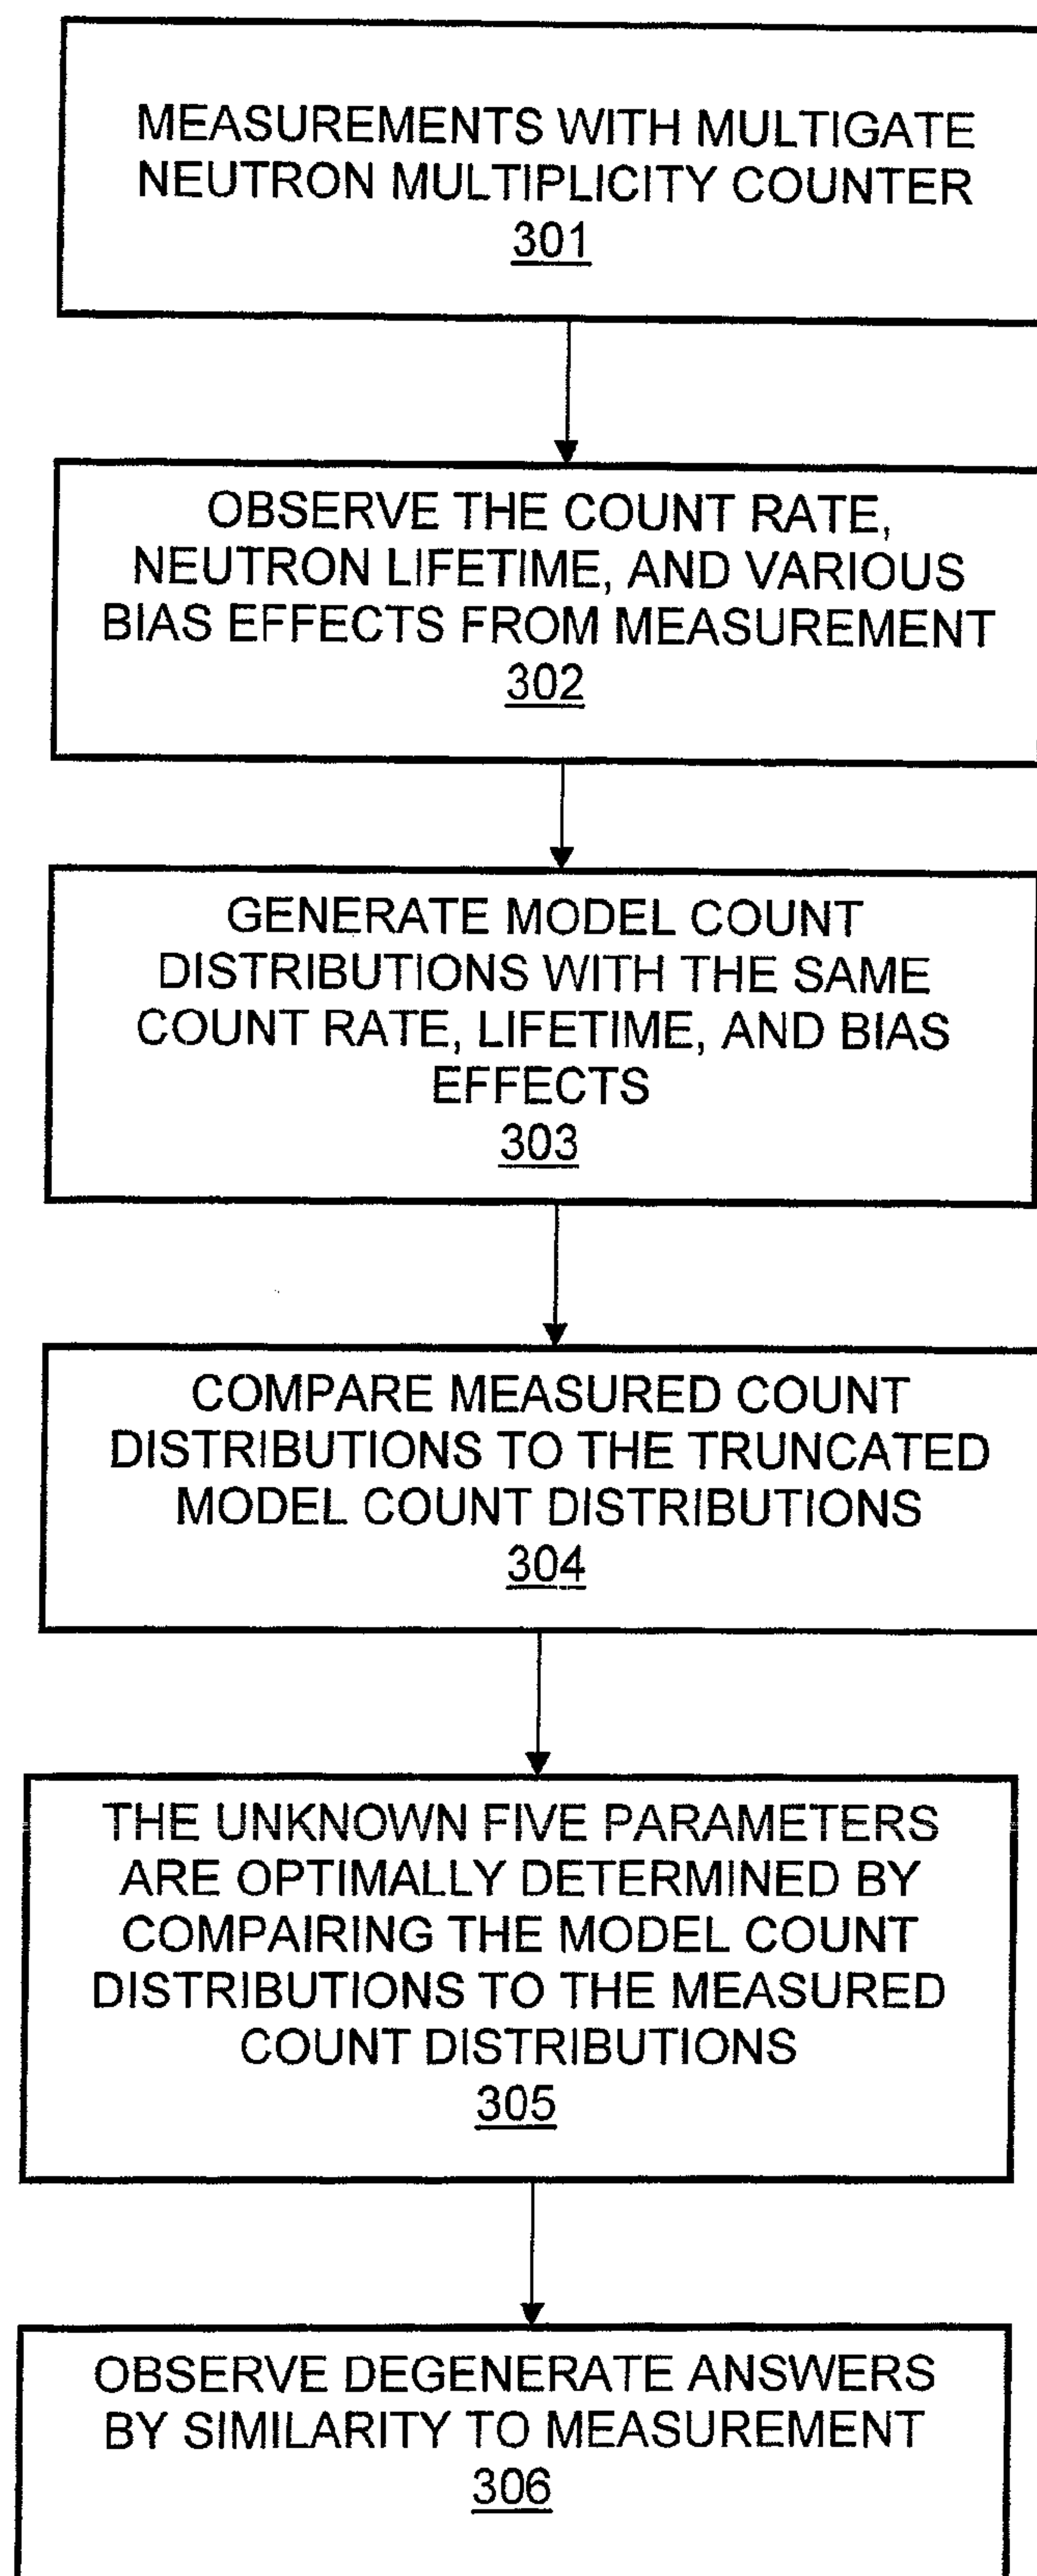 MEASUREMENTS WITH MULTIGATE
NEUTRON MULTIPLICITY COUNTER
301
OBSERVE THE COUNT RATE,
NEUTRON LIFETIME, AND VARIOUS
BIAS EFFECTS FROM MEASUREMENT
302
GENERATE MODEL COUNT
DISTRIBUTIONS WITH THE SAME
COUNT RATE, LIFETIME, AND BIAS
EFFECTS
303
COMPARE MEASURED COUNT
DISTRIBUTIONS TO THE TRUNCATED
MODEL COUNT DISTRIBUTIONS
304
THE UNKNOWN FIVE PARAMETERS
ARE OPTIMALLY DETERMINED BY
COMPAIRING THE MODEL COUNT
DISTRIBUTIONS TO THE MEASURED
COUNT DISTRIBUTIONS
305
OBSERVE DEGENERATE ANSWERS
BY SIMILARITY TO MEASUREMENT
306